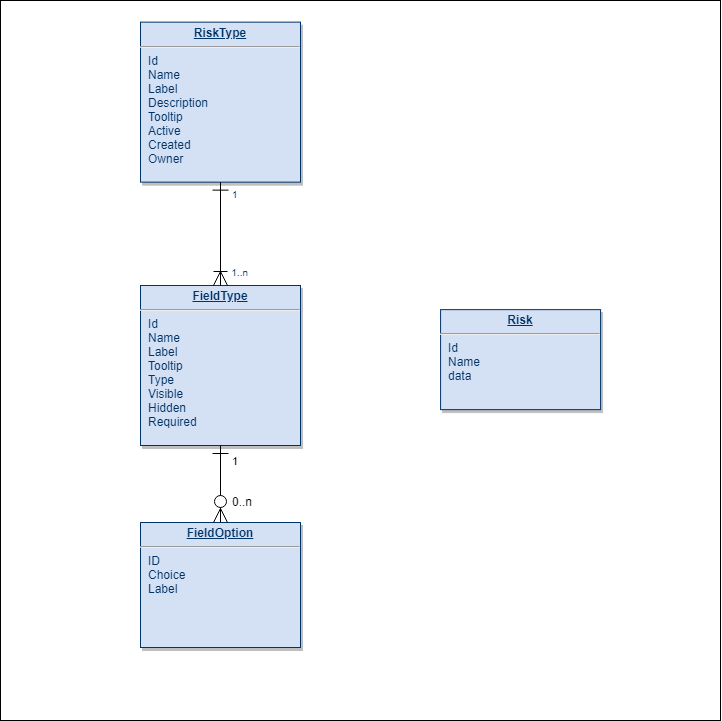 RiskType
Id
Name
Label
Description
Tooltip
Active
Created
Owner
1
1..n
FieldType
Id
Name
Label
Tooltip
Type
Visible
Hidden
Required
Risk
Id
Name
data
1
0..n
FieldOption
ID
Choice
Label